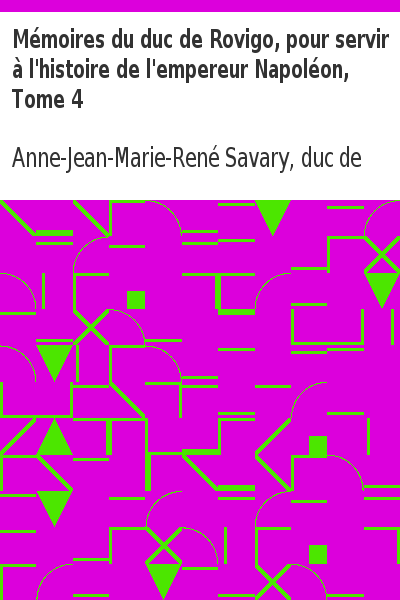 Mémoires du duc de Rovigo, pour servir
à l'histoire de l'empereur Napoléon,
Tome 4
Anne-Jean-Marie-René Savary, duc de